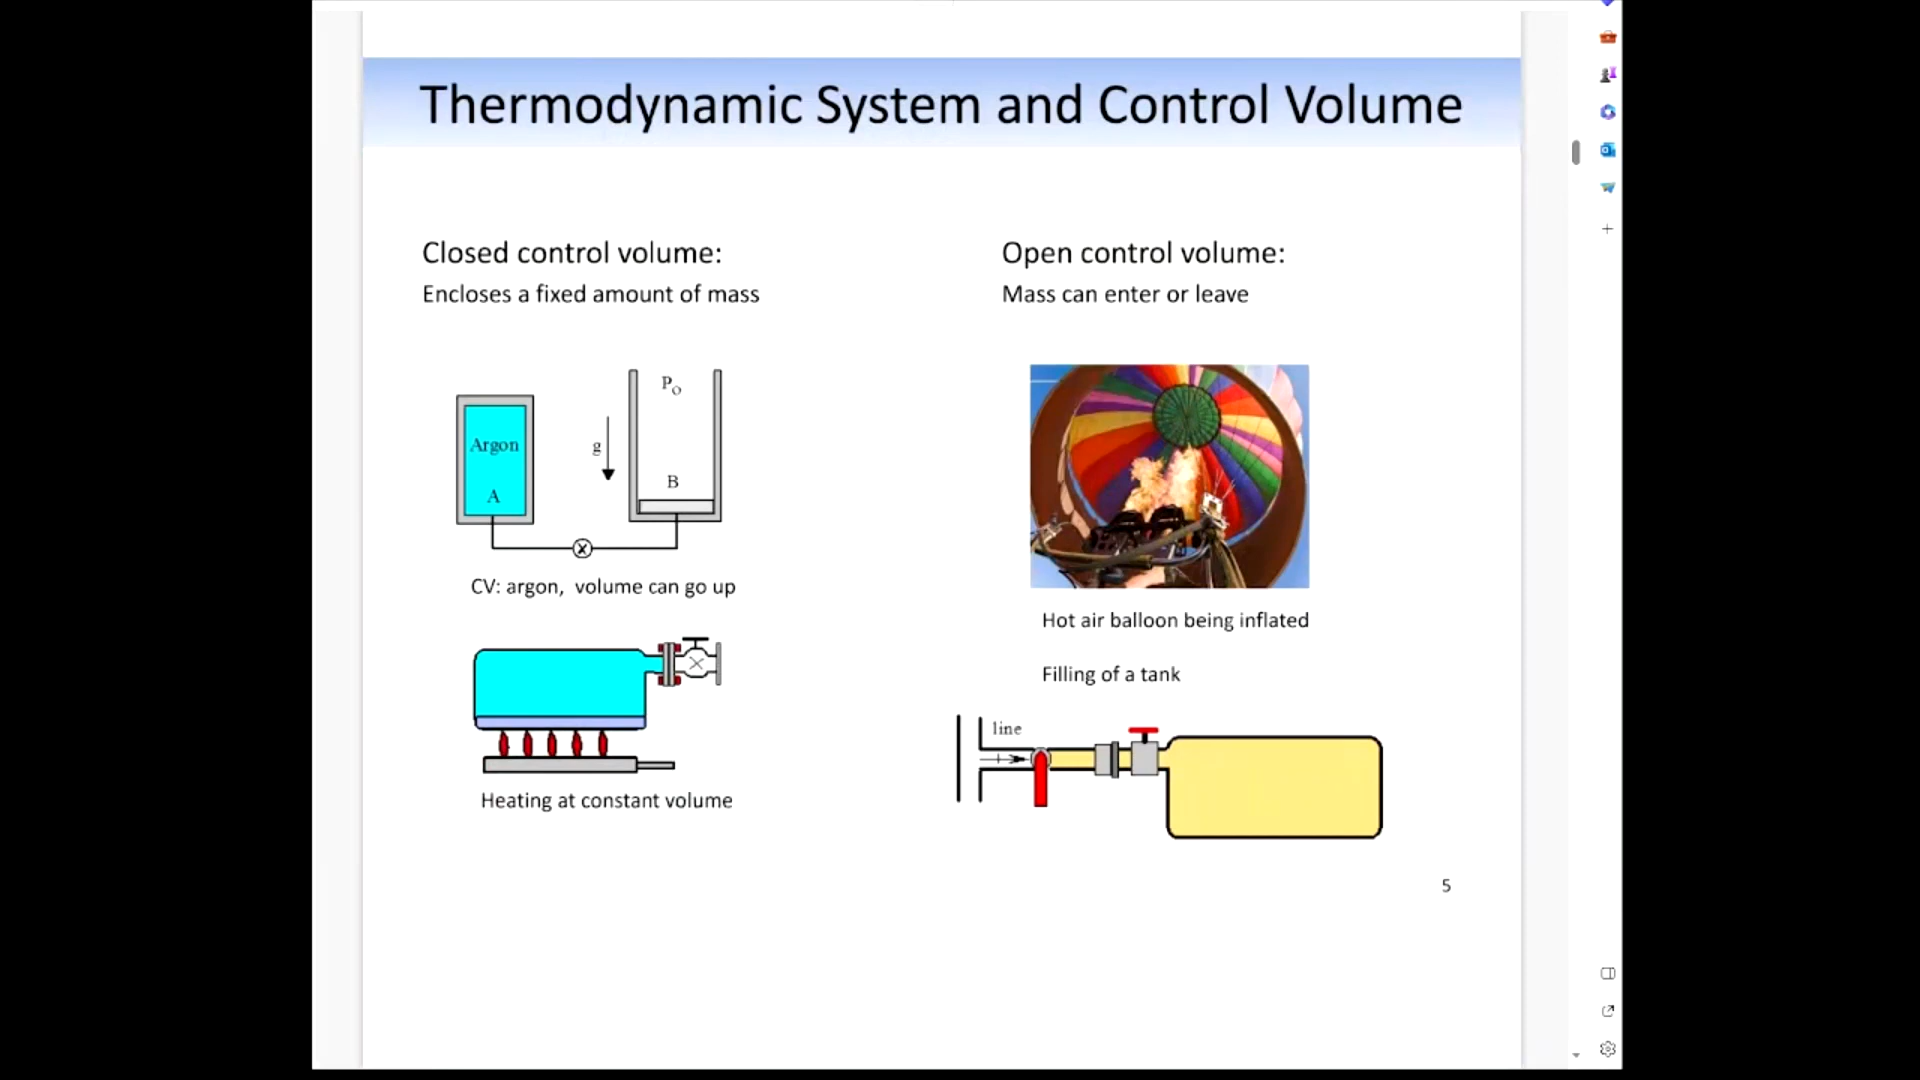 Thermodynamic System and Control Volume
Closed control volume:
Encloses a fixed amount of mass
Argon
A
g
Po
B
CV: argon, volume can go up
Heating at constant volume
Open control volume:
Mass can enter or leave
Hot air balloon being inflated
Filling of a tank
line
5